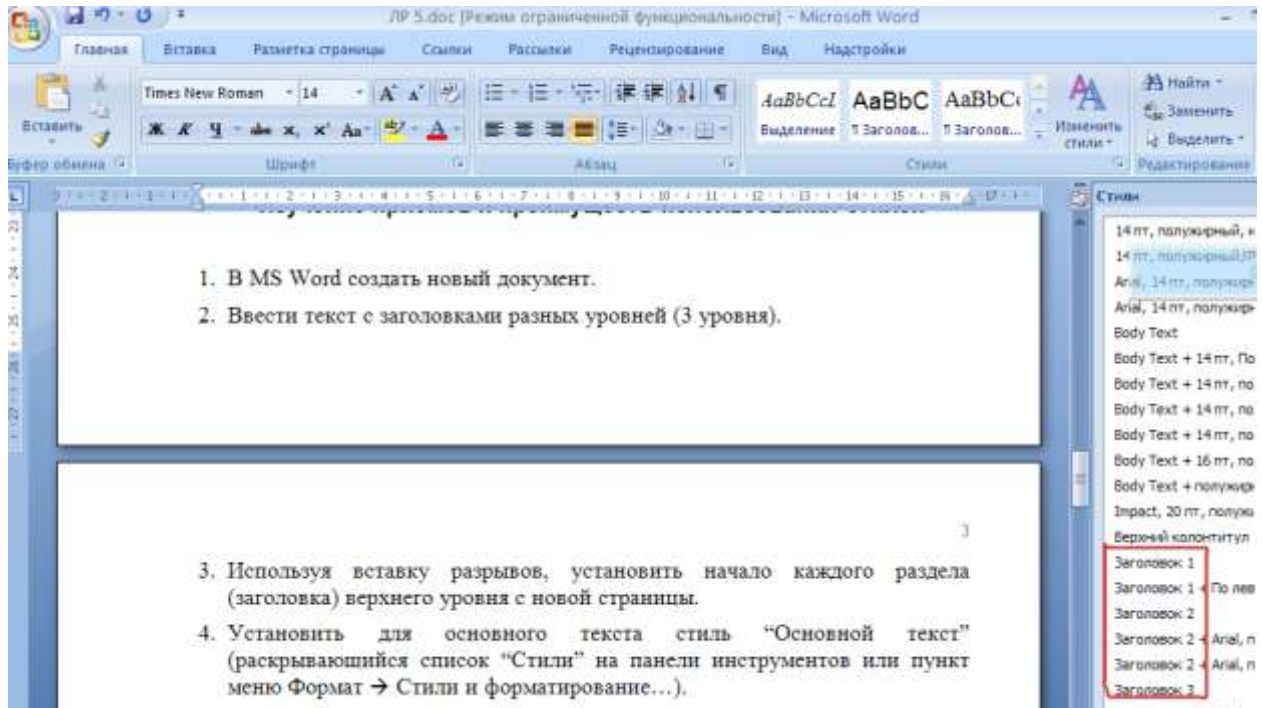 ЛР 5.doc [Режим ограниченной функциональности] - Microsoft Word
Главная Вставка Разметка страницы Ссылки Рассылки Рецензирование Вид Надстройки
Вставить
Times New Roman 14
Ж К Ч abc x, x' Aa A
AaBbCcI AaBbC AaBbC
Выделение ¶ Заголов... ¶ Заголов...
Изменить стили
Найти
Заменить
Выделить
Буфер обмена Шрифт Абзац Стили Редактирование
Стили
1. В MS Word создать новый документ.
2. Ввести текст с заголовками разных уровней (3 уровня).
3
3. Используя вставку разрывов, установить начало каждого раздела
(заголовка) верхнего уровня с новой страницы.
4. Установить для основного текста стиль “Основной текст”
(раскрывающийся список “Стили” на панели инструментов или пункт
меню Формат → Стили и форматирование…).
14 пт, полужирный, к
14 пт, полужирный
Arial, 14 пт, полужир
Arial, 14 пт, полужир
Body Text
Body Text + 14 пт, По
Body Text + 14 пт, по
Body Text + 14 пт, по
Body Text + 14 пт, по
Body Text + 16 пт, по
Body Text + полужир
Impact, 20 пт, полужи
Верхний колонтитул
Заголовок 1
Заголовок 1 + По лев
Заголовок 2
Заголовок 2 + Arial, п
Заголовок 2 + Arial, п
Заголовок 3